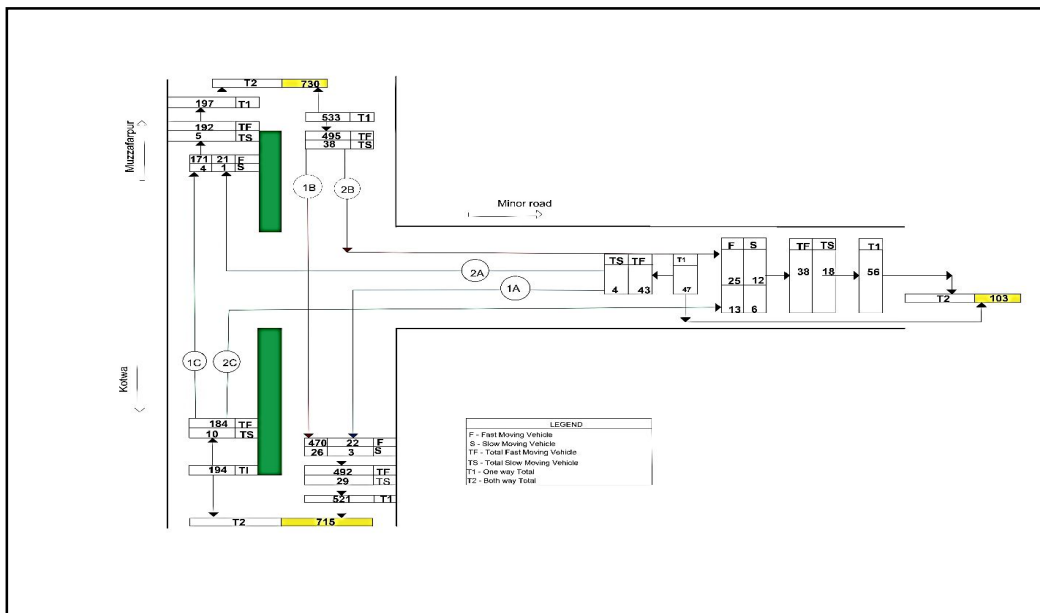 T2 730
197 T1
533 T1
192 TF
5 TS
495 TF
38 TS
Muzzafarpur
171 21 F
4 1 S
1B
2B
Minor road
F S
25 12
13 6
TF TS
38 18
T1
56
TS TF
4 43
T1
47
2A
1A
T2 103
1C
2C
Kotwa
184 TF
10 TS
194 TI
470 22 F
26 3 S
492 TF
29 TS
521 T1
T2 715
LEGEND
F - Fast Moving Vehicle
S - Slow Moving Vehicle
TF - Total Fast Moving Vehicle
TS - Total Slow Moving Vehicle
T1 - One way Total
T2 - Both way Total